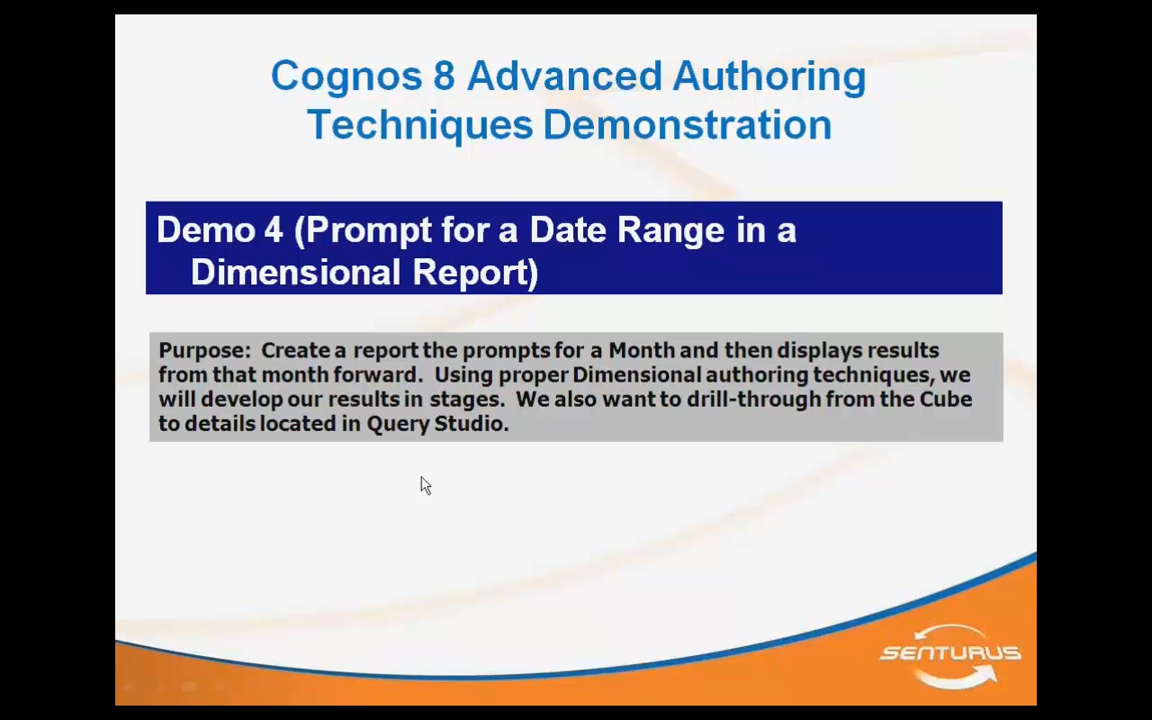 Cognos 8 Advanced Authoring
Techniques Demonstration
Demo 4 (Prompt for a Date Range in a
Dimensional Report)
Purpose:  Create a report the prompts for a Month and then displays results
from that month forward.  Using proper Dimensional authoring techniques, we
will develop our results in stages.  We also want to drill-through from the Cube
to details located in Query Studio.
SENTURUS